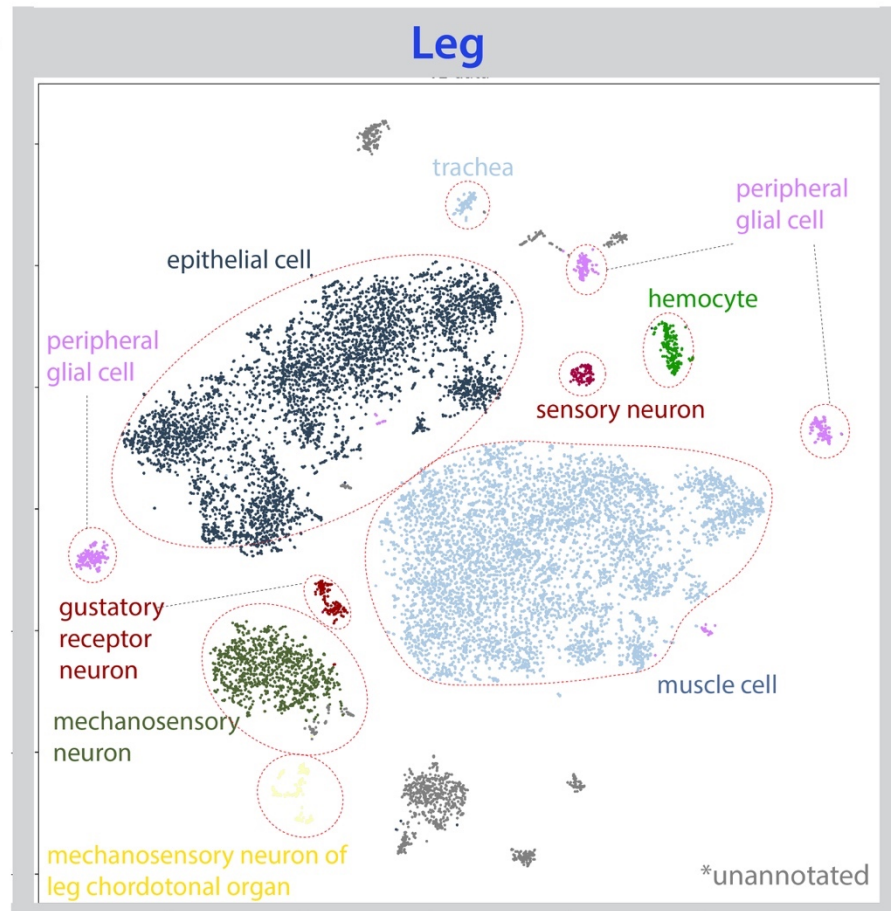 Leg
trachea
peripheral
glial cell
epithelial cell
hemocyte
peripheral
glial cell
sensory neuron
gustatory
receptor
neuron
muscle cell
mechanosensory
neuron
mechanosensory neuron of
leg chordotonal organ
*unannotated